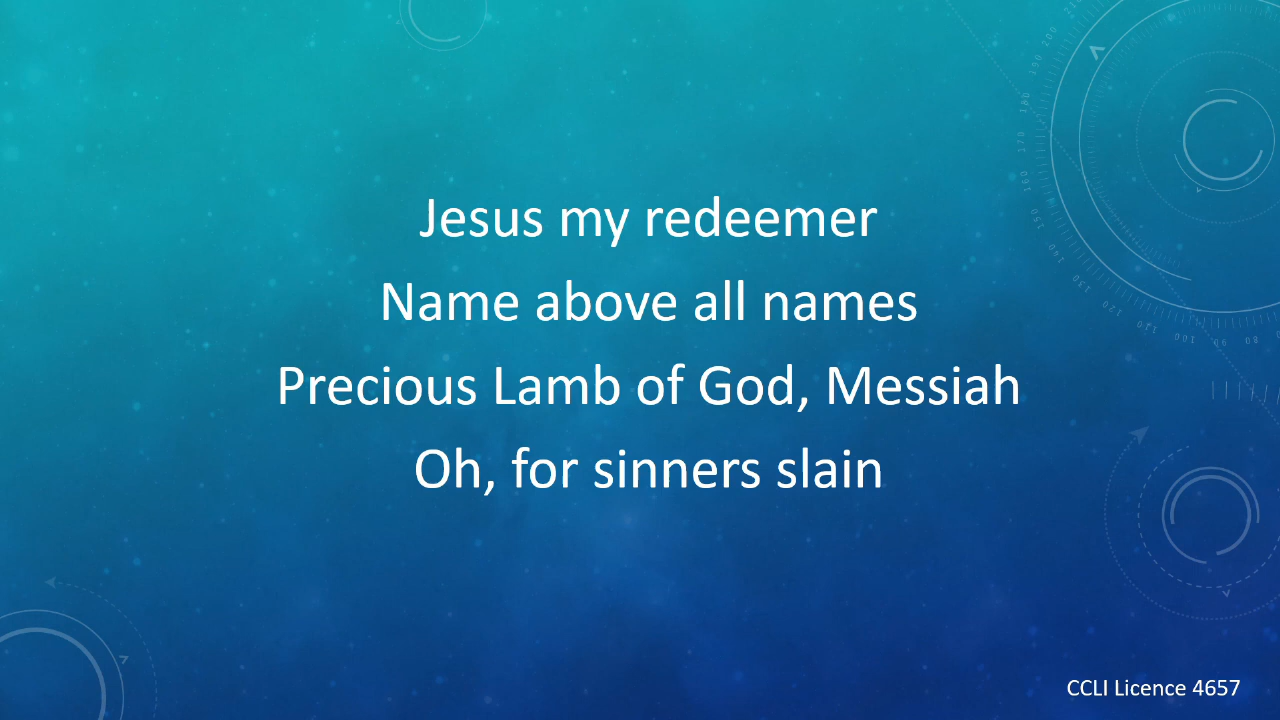 Jesus my redeemer
Name above all names
Precious Lamb of God, Messiah
Oh, for sinners slain
CCLI Licence 4657